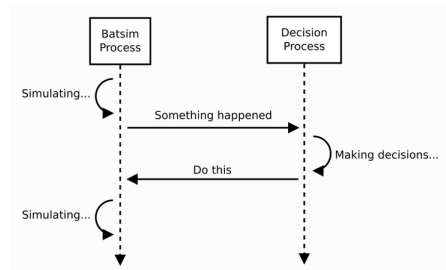 Batsim
Process
Decision
Process
Simulating...
Something happened
Making decisions...
Do this
Simulating...